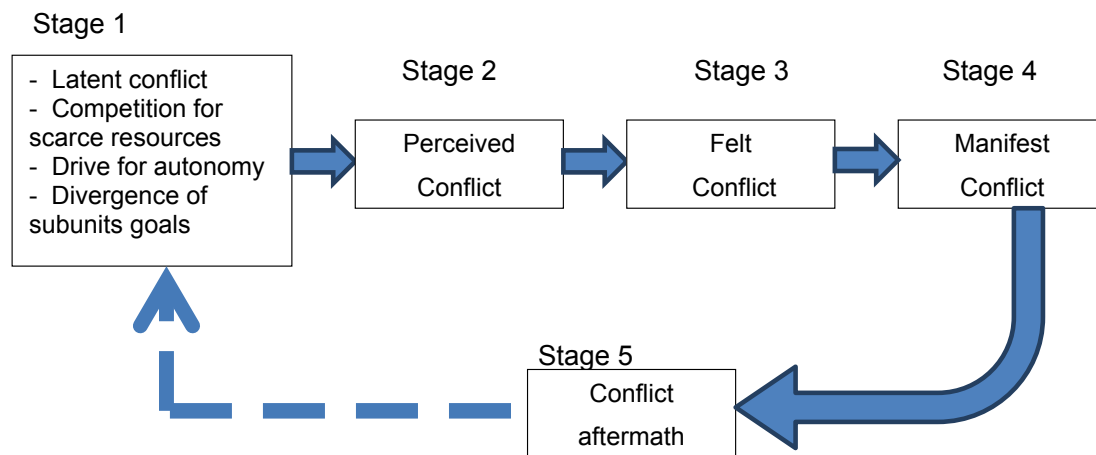 Stage 1
- Latent conflict
- Competition for
scarce resources
- Drive for autonomy
- Divergence of
subunits goals
Stage 2
Perceived
Conflict
Stage 3
Felt
Conflict
Stage 4
Manifest
Conflict
Stage 5
Conflict
aftermath